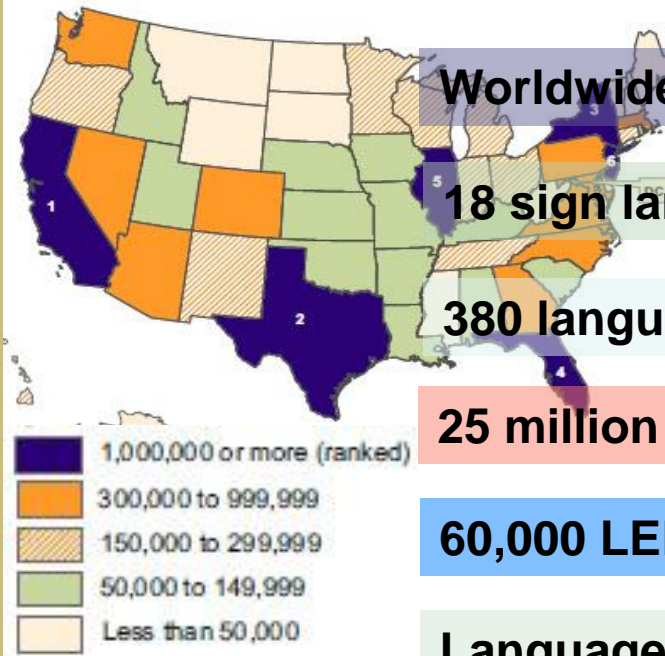 Worldwide
18 sign la
380 langu
25 million
60,000 LE
Language
1
2
3
4
5
6
DC
1,000,000 or more (ranked)
300,000 to 999,999
150,000 to 299,999
50,000 to 149,999
Less than 50,000